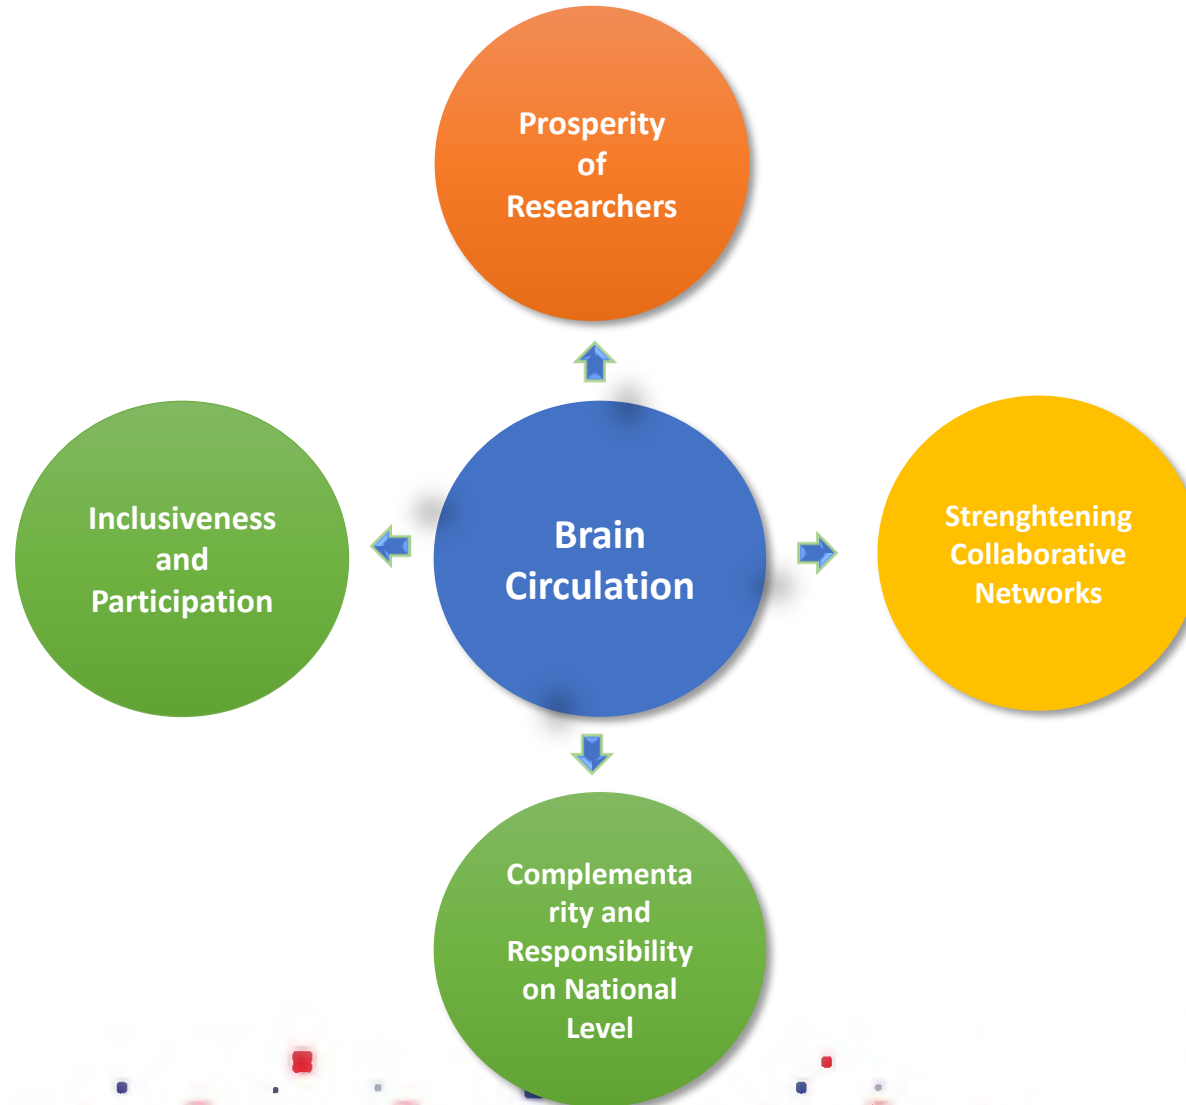 Prosperity
of
Researchers
Inclusiveness
and
Participation
Brain
Circulation
Strenghtening
Collaborative
Networks
Complementa
rity and
Responsibility
on National
Level